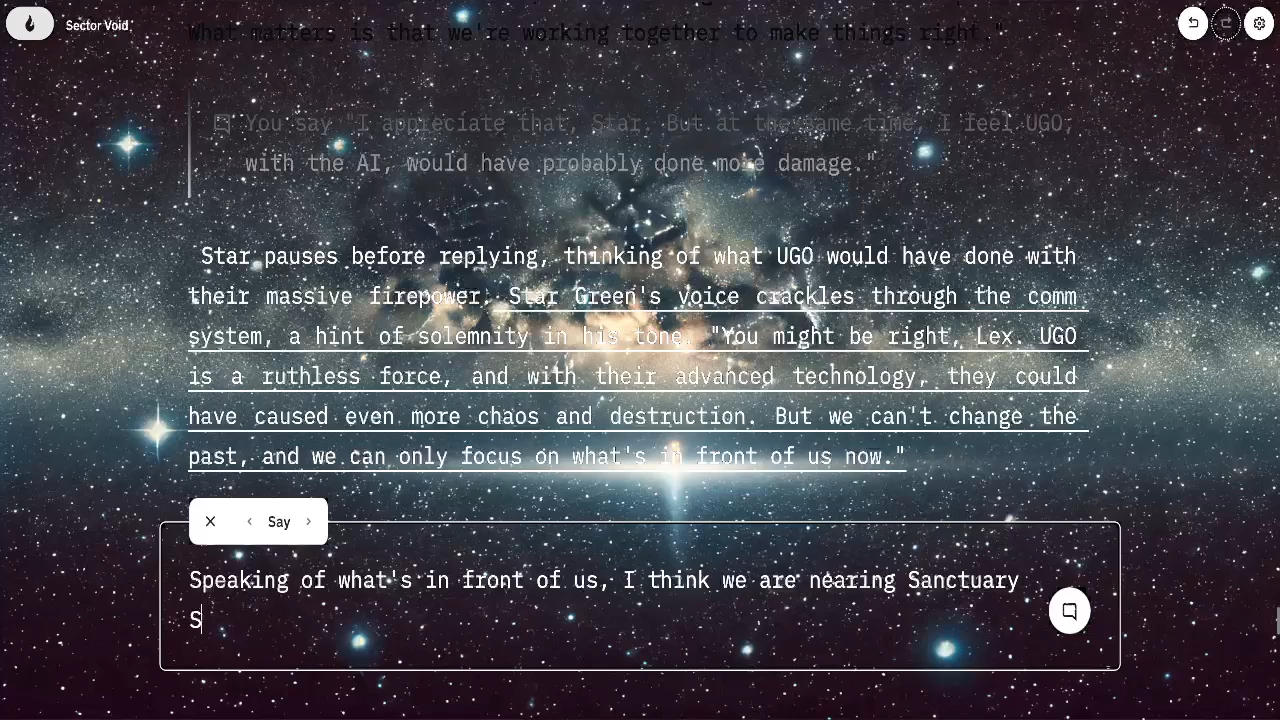 Sector Void
What matters is that we're working together to make things right."
You say "I appreciate that, Star. But at the same time, I feel UGO,
with the AI, would have probably done more damage."
Star pauses before replying, thinking of what UGO would have done with
their massive firepower. Star Green's voice crackles through the comm
system, a hint of solemnity in his tone. "You might be right, Lex. UGO
is a ruthless force, and with their advanced technology, they could
have caused even more chaos and destruction. But we can't change the
past, and we can only focus on what's in front of us now."
Say
Speaking of what's in front of us, I think we are nearing Sanctuary
S